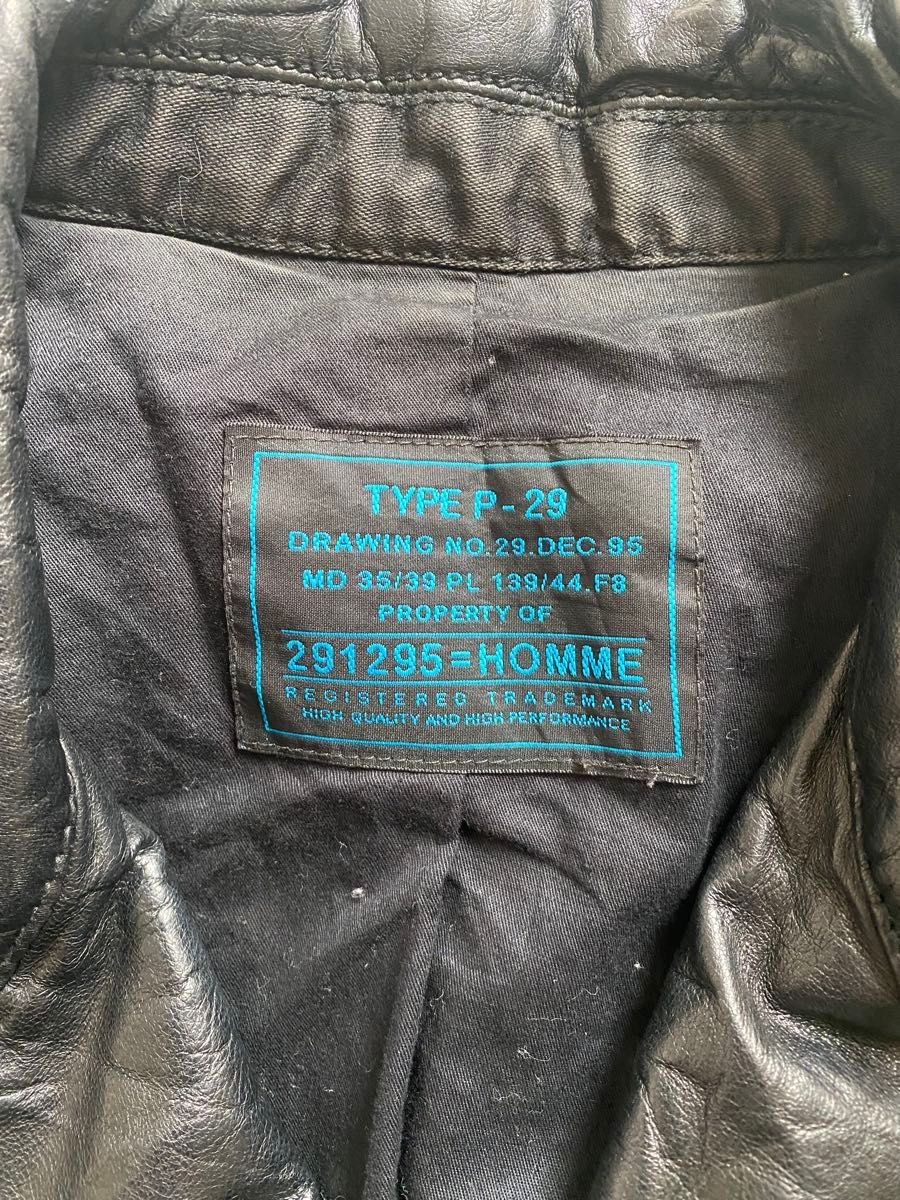 TYPE P-29
DRAWING NO.29.DEC.95
MD 35/39 PL 139/44.F8
PROPERTY OF
291295=HOMME
REGISTERED TRADEMARK
HIGH QUALITY AND HIGH PERFORMANCE